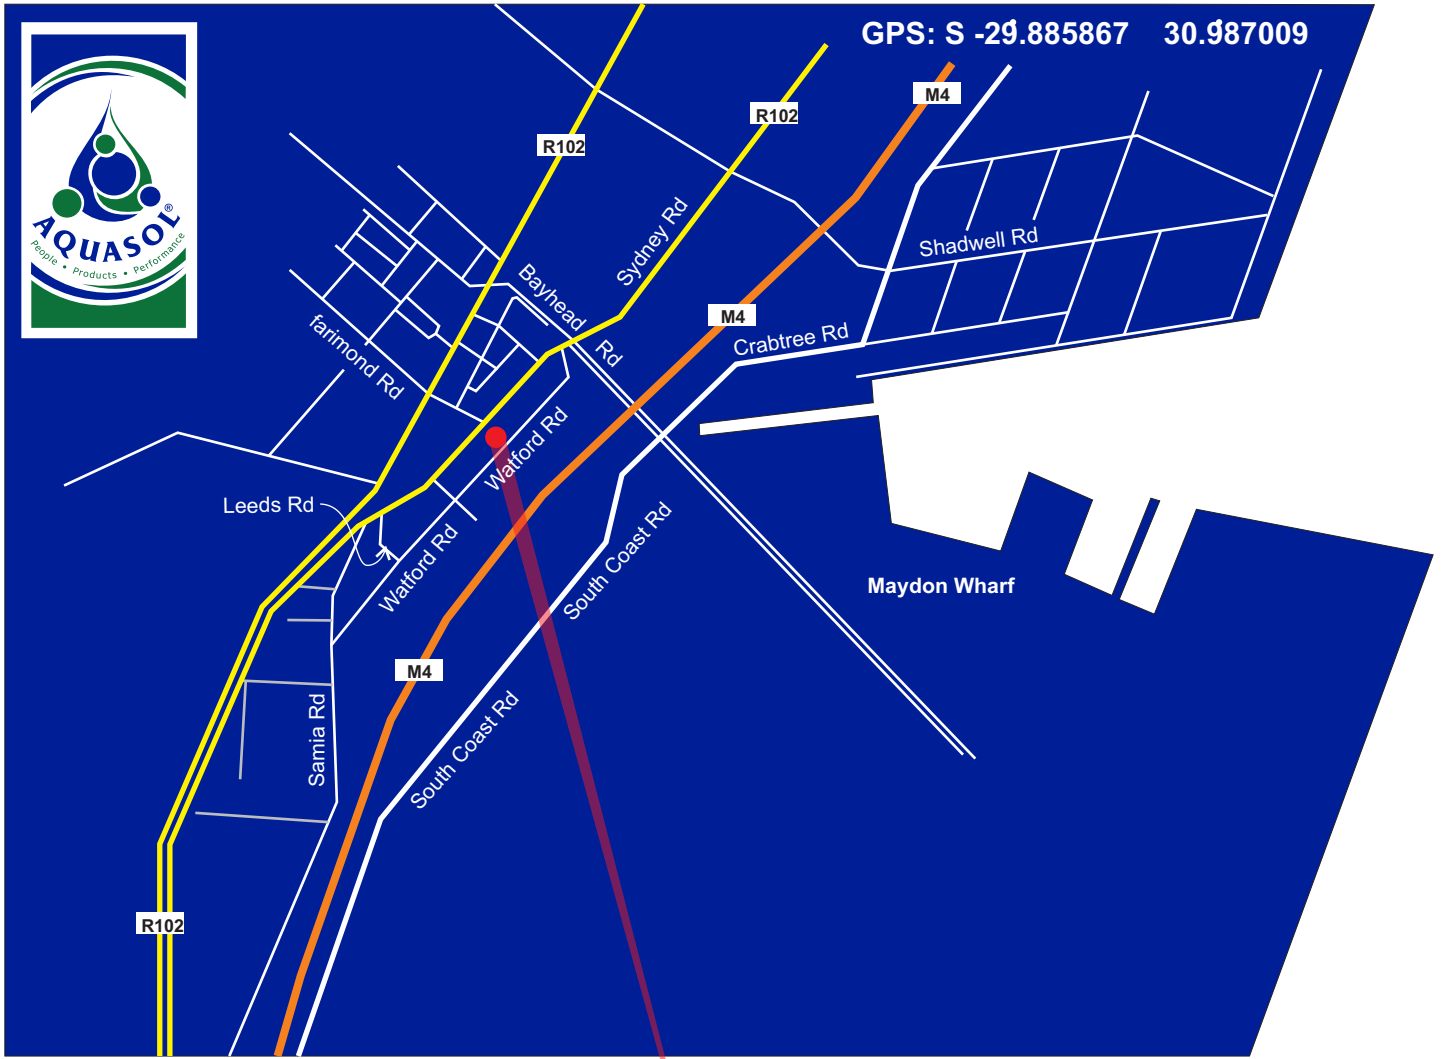 GPS: S -29.885867 30.987009
M4
R102
R102
AQUASOL®
People • Products • Performance
Sydney Rd
Shadwell Rd
Bayhead Rd
M4
Crabtree Rd
farimond Rd
Watford Rd
Leeds Rd
Watford Rd
South Coast Rd
Maydon Wharf
M4
Samia Rd
South Coast Rd
R102